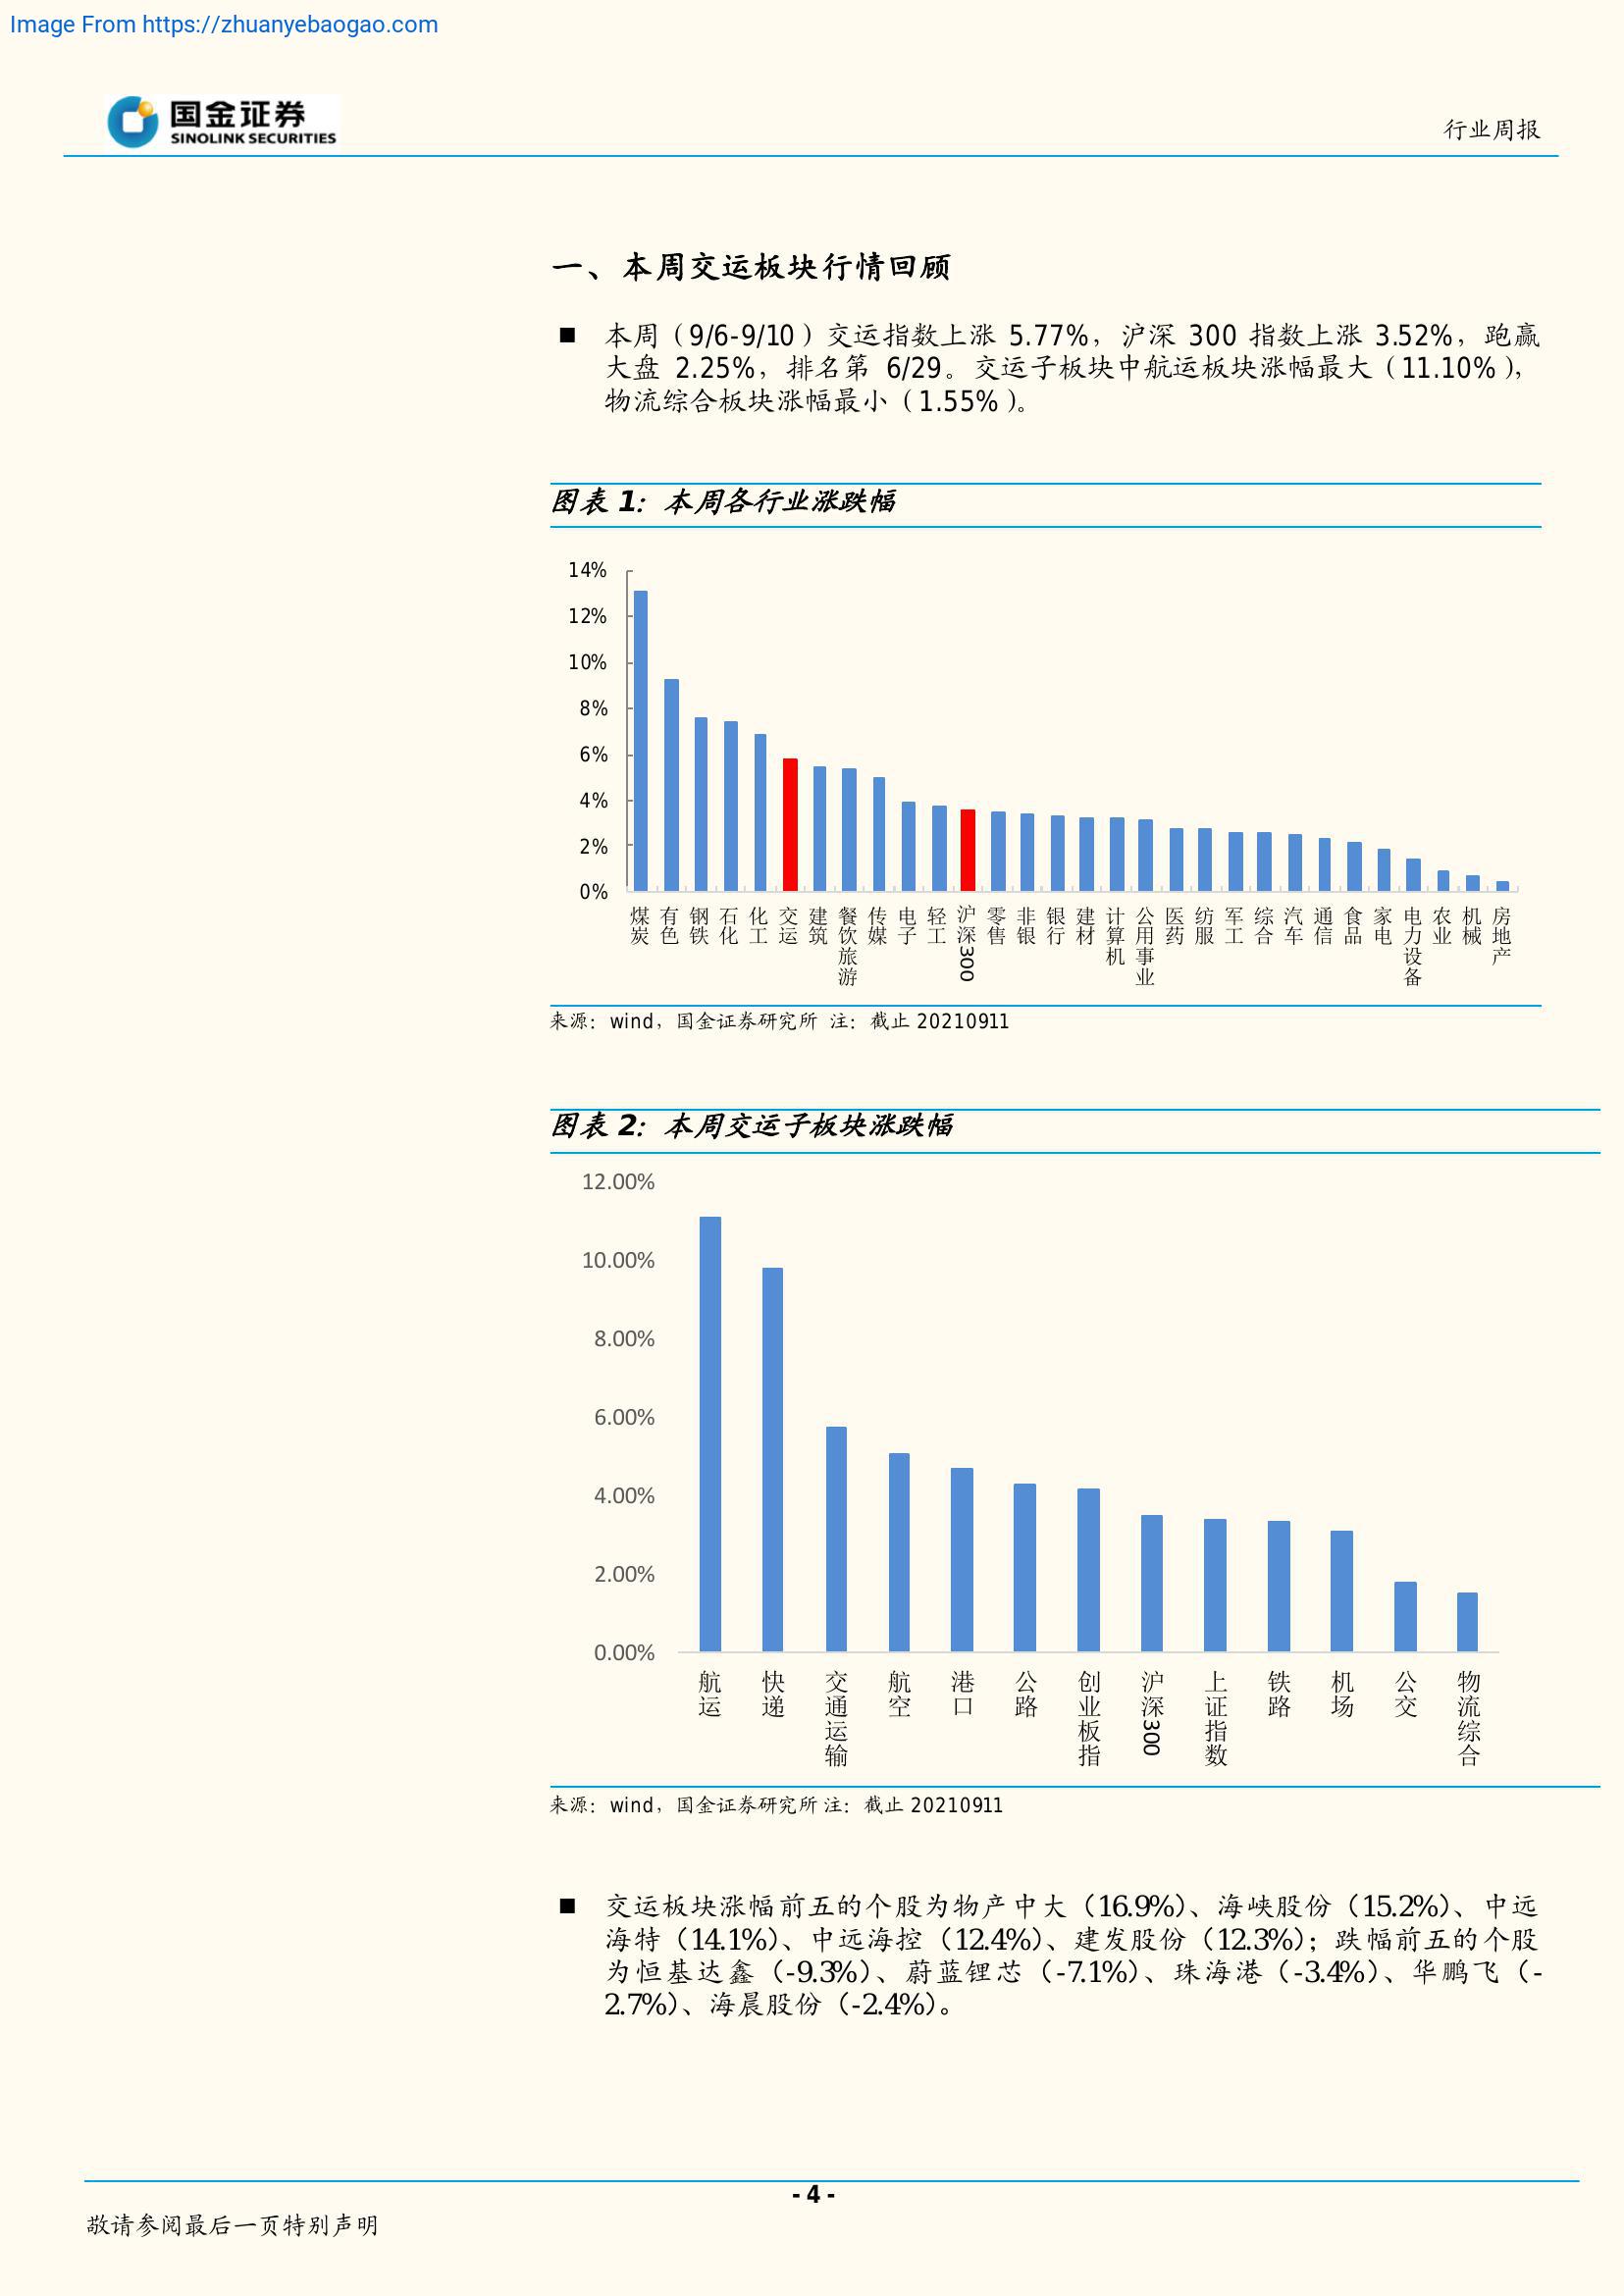 Image From https://zhuanyebaogao.com
国金证券
SINOLINK SECURITIES
行业周报
一、本周交运板块行情回顾
■ 本周（9/6-9/10）交运指数上涨 5.77%，沪深 300 指数上涨 3.52%，跑赢
大盘 2.25%，排名第 6/29。交运子板块中航运板块涨幅最大（11.10%），
物流综合板块涨幅最小（1.55%）。
图表 1：本周各行业涨跌幅
14%
12%
10%
8%
6%
4%
2%
0%
煤炭
有色
钢铁
石化
化工
交运
建筑
餐饮旅游
传媒
电子
轻工
沪深300
零售
非银
银行
建材
计算机
公用事业
医药
纺服
军工
综合
汽车
通信
食品
家电
电力设备
农业
机械
房地产
来源：wind，国金证券研究所 注：截止 20210911
图表 2：本周交运子板块涨跌幅
12.00%
10.00%
8.00%
6.00%
4.00%
2.00%
0.00%
航运
快递
交通运输
航空
港口
公路
创业板指
沪深300
上证指数
铁路
机场
公交
物流综合
来源：wind，国金证券研究所 注：截止 20210911
■ 交运板块涨幅前五的个股为物产中大（16.9%）、海峡股份（15.2%）、中远
海特（14.1%）、中远海控（12.4%）、建发股份（12.3%）；跌幅前五的个股
为恒基达鑫（-9.3%）、蔚蓝锂芯（-7.1%）、珠海港（-3.4%）、华鹏飞（-
2.7%）、海晨股份（-2.4%）。
- 4 -
敬请参阅最后一页特别声明